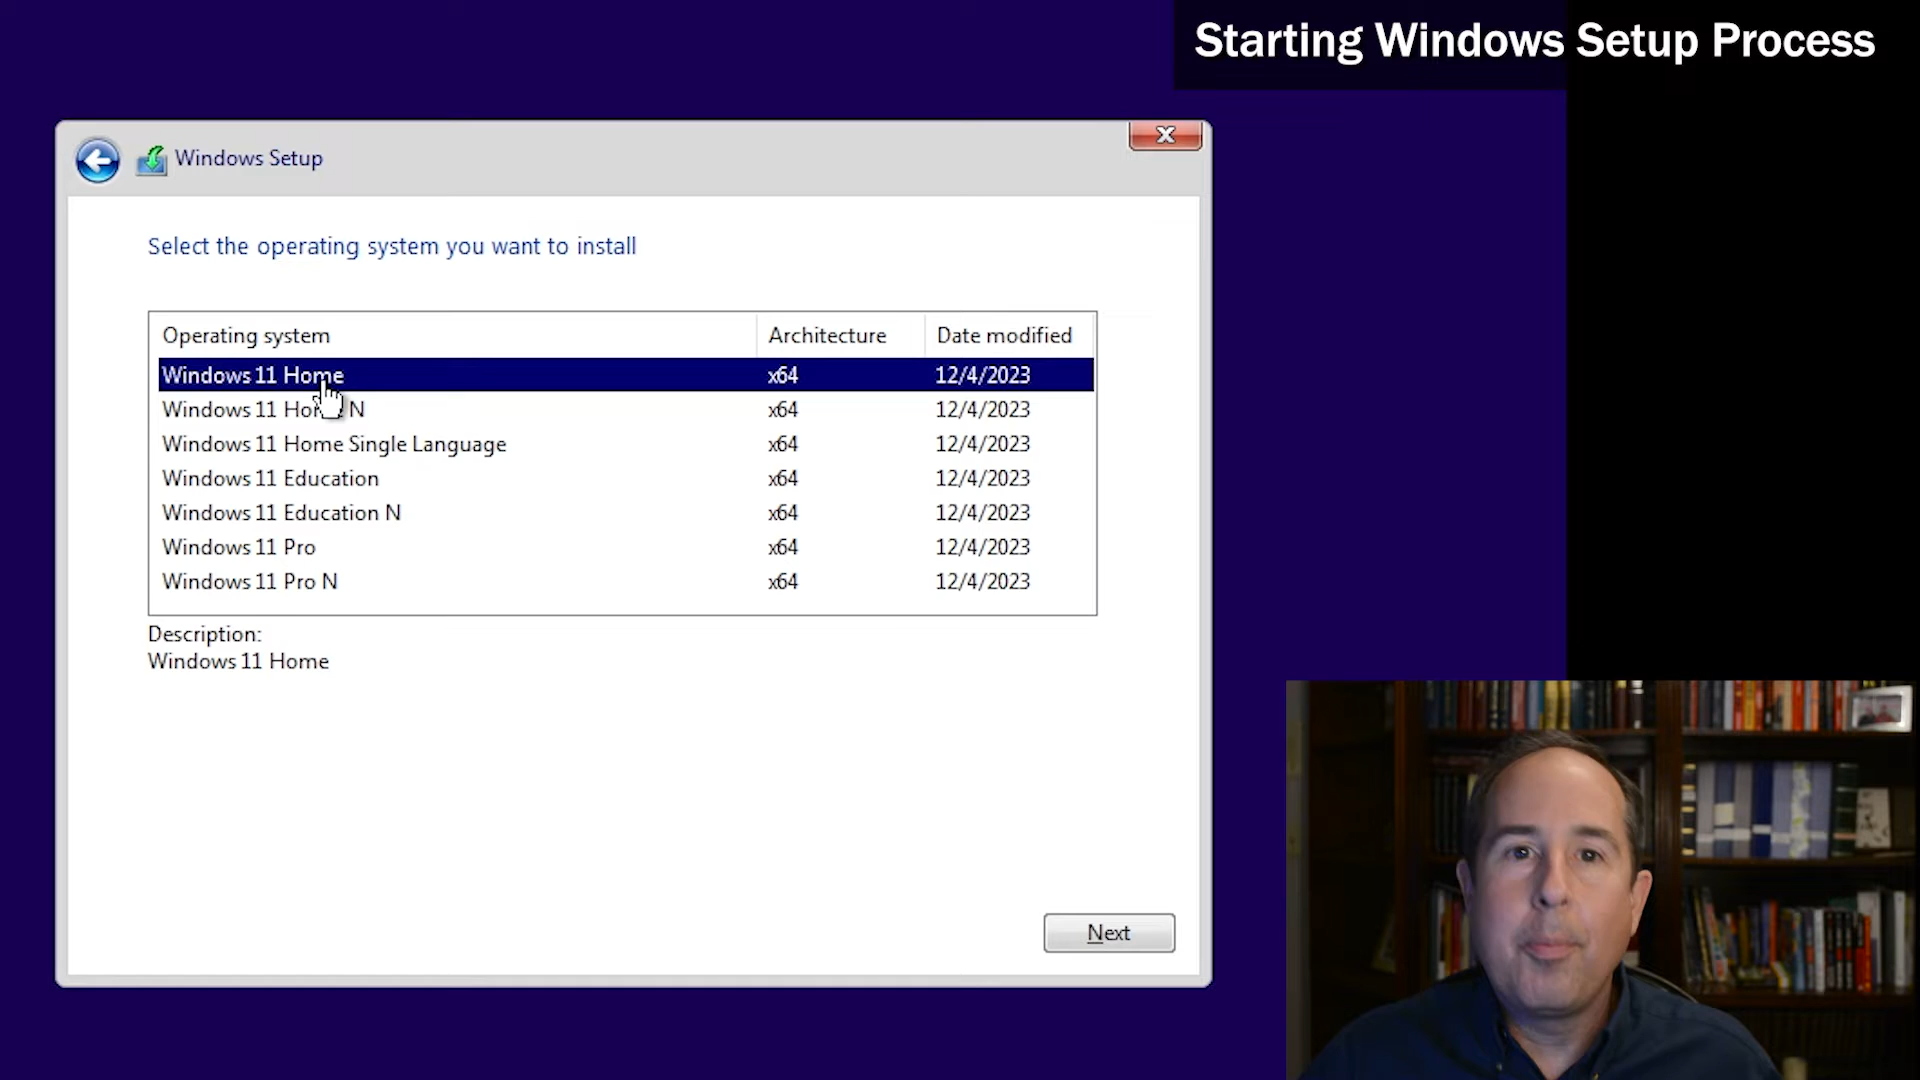 Starting Windows Setup Process
Windows Setup
Select the operating system you want to install
Operating system Architecture Date modified
Windows 11 Home x64 12/4/2023
Windows 11 Ho N x64 12/4/2023
Windows 11 Home Single Language x64 12/4/2023
Windows 11 Education x64 12/4/2023
Windows 11 Education N x64 12/4/2023
Windows 11 Pro x64 12/4/2023
Windows 11 Pro N x64 12/4/2023
Description:
Windows 11 Home
Next